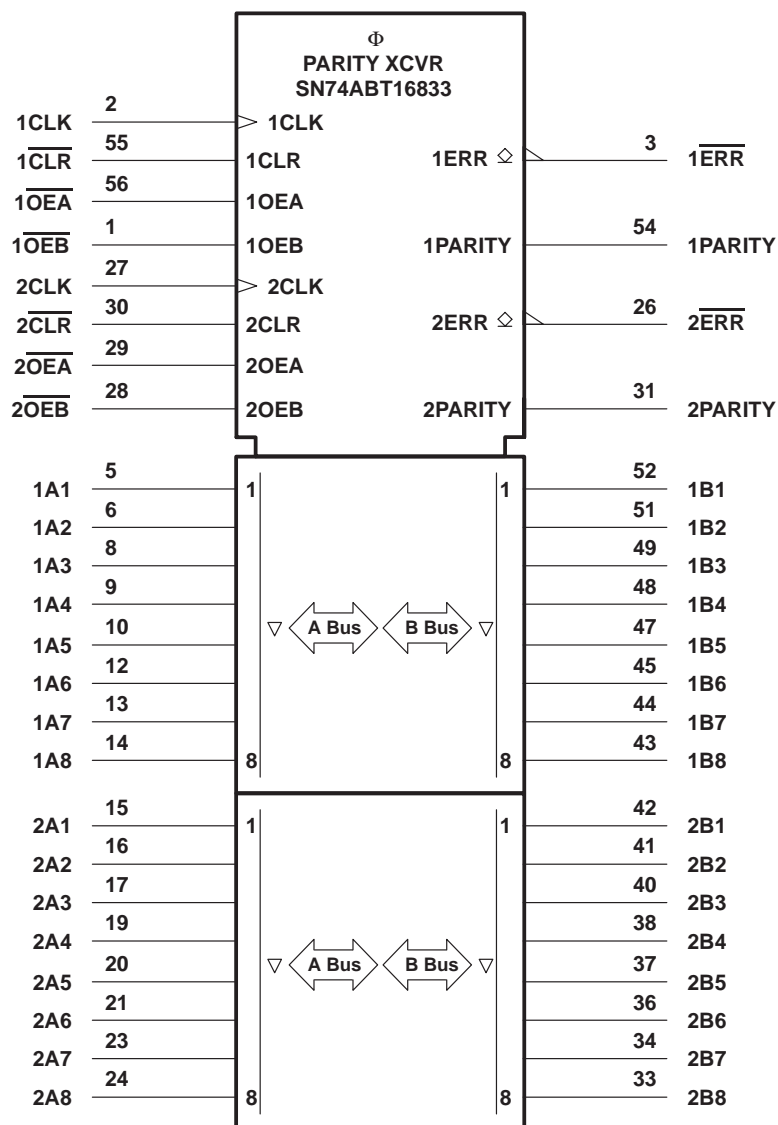 Φ
PARITY XCVR
SN74ABT16833
1CLK 2 1CLK
1CLR 55 1CLR 1ERR 3 1ERR
1OEA 56 1OEA
1OEB 1 1OEB 1PARITY 54 1PARITY
2CLK 27 2CLK
2CLR 30 2CLR 2ERR 26 2ERR
2OEA 29 2OEA
2OEB 28 2OEB 2PARITY 31 2PARITY
1A1 5 1 1 52 1B1
1A2 6 51 1B2
1A3 8 49 1B3
1A4 9 48 1B4
A Bus B Bus
1A5 10 47 1B5
1A6 12 45 1B6
1A7 13 44 1B7
1A8 14 8 8 43 1B8
2A1 15 1 1 42 2B1
2A2 16 41 2B2
2A3 17 40 2B3
2A4 19 38 2B4
A Bus B Bus
2A5 20 37 2B5
2A6 21 36 2B6
2A7 23 34 2B7
2A8 24 8 8 33 2B8